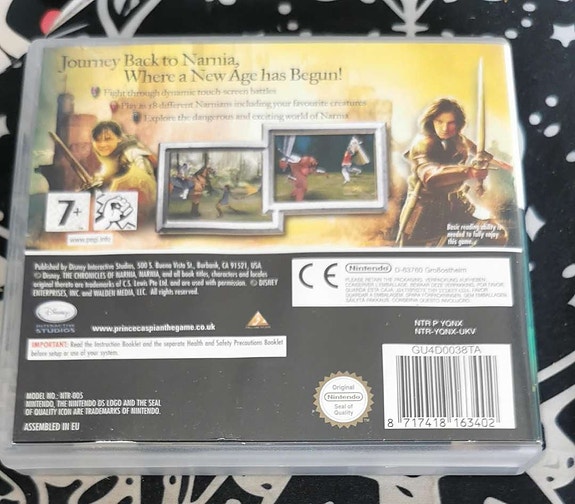 Journey Back to Narnia,
Where a New Age has Begun!
Fight through dynamic touch screen battles
Play as 18 different Narnians including your favourite creatures
Explore the dangerous and exciting world of Narnia
7+
www.pegi.info
Basic reading ability is
needed to fully enjoy
this game.
Published by Disney Interactive Studios, 500 S. Buena Vista St., Burbank, CA 91521, USA
© Disney. THE CHRONICLES OF NARNIA, NARNIA, and all book titles, characters and locales
original thereto are trademarks of C.S. Lewis Pte Ltd. and are used with permission. © DISNEY
ENTERPRISES, INC. and WALDEN MEDIA, LLC. All rights reserved.
CE
Nintendo D-63760 Großostheim
Disney
INTERACTIVE
STUDIOS
www.princecaspianthegame.co.uk
IMPORTANT: Read the Instruction Booklet and the seperate Health and Safety Precautions Booklet
before setup or use of your system.
NTR P YQNX
NTR-YQNX-UKV
GU4D0038TA
MODEL NO.: NTR-005
NINTENDO, THE NINTENDO DS LOGO AND THE SEAL
OF QUALITY ICON ARE TRADEMARKS OF NINTENDO.
ASSEMBLED IN EU
Original
Nintendo
Seal of
Quality
8 717418 163402